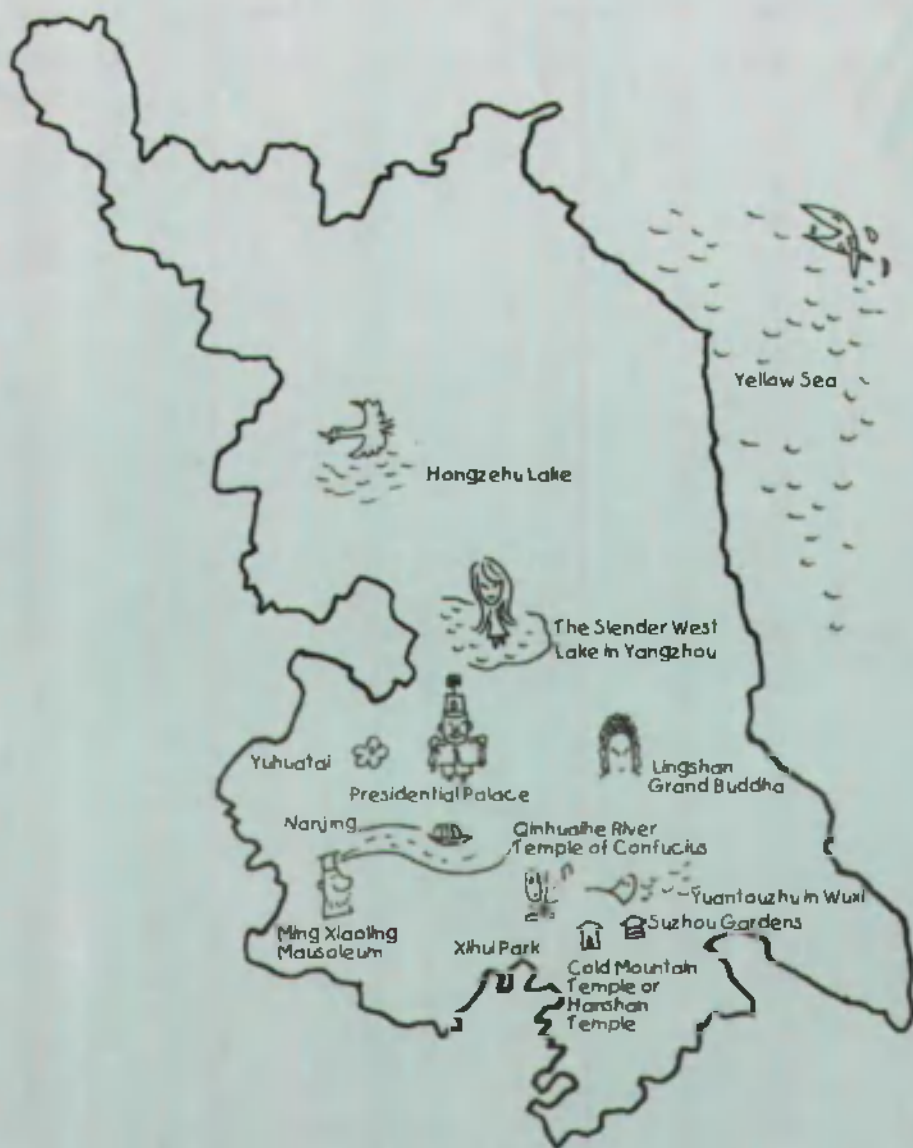 Yellow Sea
Hongzehu Lake
The Slender West
Lake in Yangzhou
Yuhuatai
Presidential Palace
Lingshan
Grand Buddha
Nanjing
Qinhuaihe River
Temple of Confucius
Yuantouzhu in Wuxi
Suzhou Gardens
Ming Xiaoling
Mausoleum
Xihui Park
Cold Mountain
Temple or
Hanshan
Temple